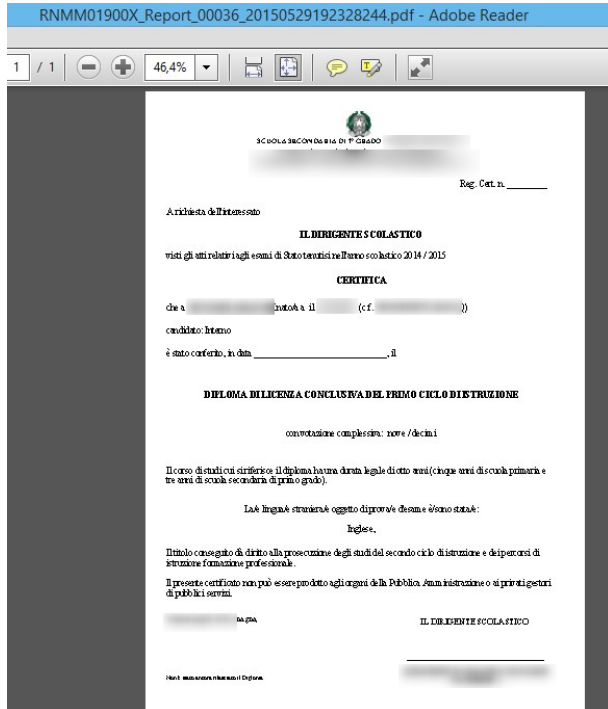 RNMM01900X_Report_00036_20150529192328244.pdf - Adobe Reader
1 / 1 46,4%
SCUOLA SECONDARIA DI 1° GRADO
Reg. Cert. n. ________
A richiesta dell'interessato
IL DIRIGENTE SCOLASTICO
visti gli atti relativi agli esami di Stato tenutisi nell'anno scolastico 2014 / 2015
CERTIFICA
che a nato/a a il (c.f. ))
candidato: Interno
è stato conferito, in data __________________________, il
DIPLOMA DI LICENZA CONCLUSIVA DEL PRIMO CICLO DI ISTRUZIONE
con votazione complessiva: nove /decimi
Il corso di studi cui si riferisce il diploma ha una durata legale di otto anni (cinque anni di scuola primaria e
tre anni di scuola secondaria di primo grado).
La/e lingua/e straniera/e oggetto di prova/e d'esame è/sono stata/e:
Inglese,
Il titolo conseguito dà diritto alla prosecuzione degli studi del secondo ciclo di istruzione e dei percorsi di
istruzione formazione professionale.
Il presente certificato non può essere prodotto agli organi della Pubblica Amministrazione o ai privati gestori
di pubblici servizi.
IL DIRIGENTE SCOLASTICO